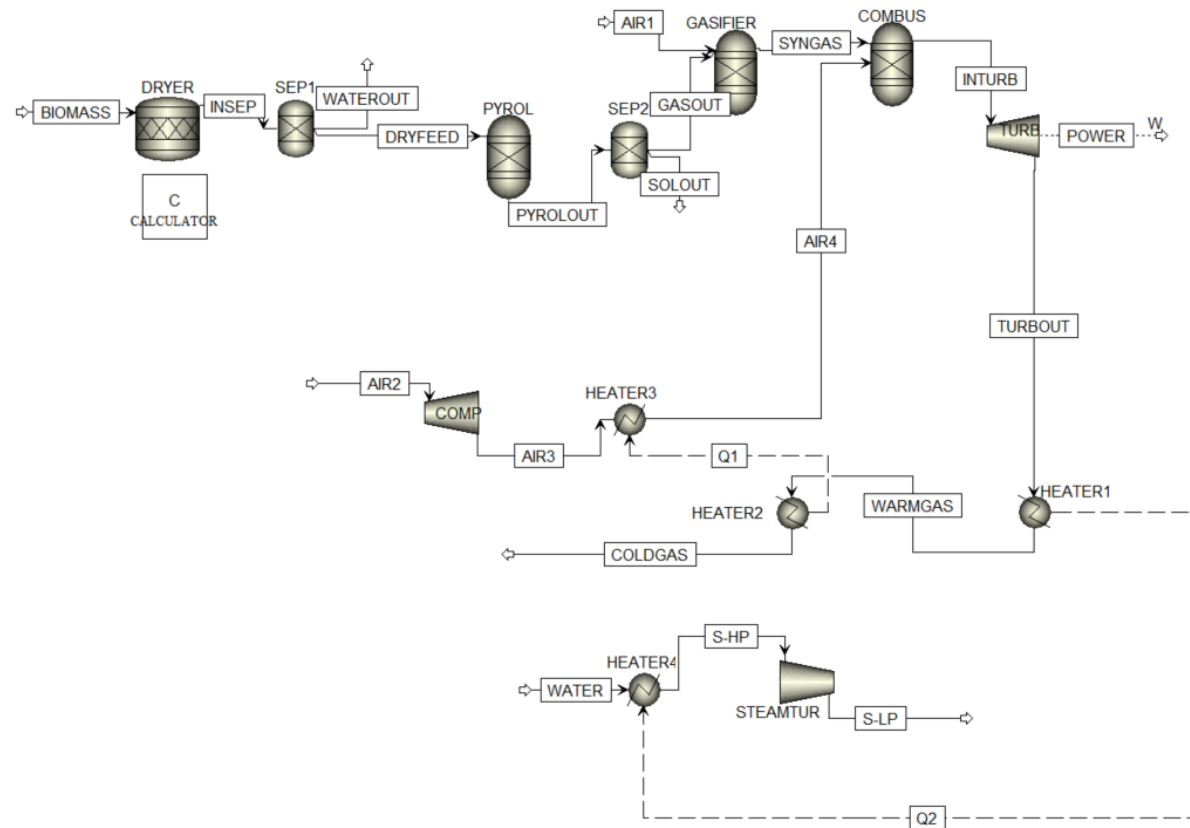 AIR1
GASIFIER
COMBUS
SYNGAS
DRYER
SEP1
WATEROUT
INTURB
BIOMASS
INSEP
PYROL
SEP2
GASOUT
TURB
POWER
W
DRYFEED
SOLOUT
C
CALCULATOR
PYROLOUT
AIR4
TURBOUT
AIR2
HEATER3
COMP
AIR3
Q1
HEATER1
WARMGAS
HEATER2
COLDGAS
S-HP
HEATER4
WATER
STEAMTUR
S-LP
Q2